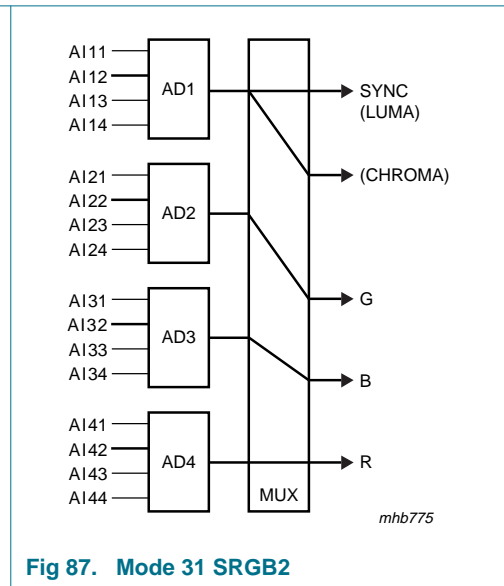 AI11
AI12
AI13
AI14
AD1
SYNC
(LUMA)
(CHROMA)
AI21
AI22
AI23
AI24
AD2
G
AI31
AI32
AI33
AI34
AD3
B
AI41
AI42
AI43
AI44
AD4
R
MUX
mhb775
Fig 87. Mode 31 SRGB2